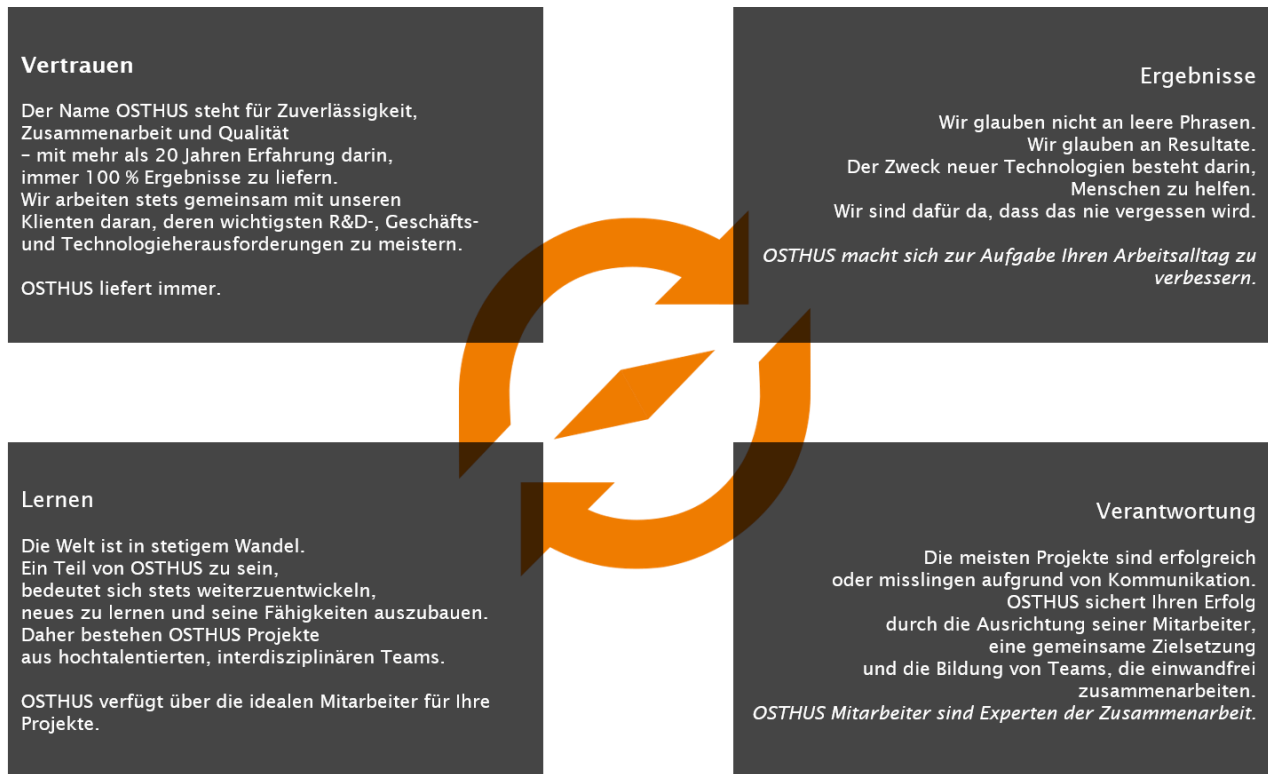 Vertrauen
Der Name OSTHUS steht für Zuverlässigkeit,
Zusammenarbeit und Qualität
– mit mehr als 20 Jahren Erfahrung darin,
immer 100 % Ergebnisse zu liefern.
Wir arbeiten stets gemeinsam mit unseren
Klienten daran, deren wichtigsten R&D-, Geschäfts-
und Technologieherausforderungen zu meistern.
OSTHUS liefert immer.
Ergebnisse
Wir glauben nicht an leere Phrasen.
Wir glauben an Resultate.
Der Zweck neuer Technologien besteht darin,
Menschen zu helfen.
Wir sind dafür da, dass das nie vergessen wird.
OSTHUS macht sich zur Aufgabe Ihren Arbeitsalltag zu
verbessern.
Lernen
Die Welt ist in stetigem Wandel.
Ein Teil von OSTHUS zu sein,
bedeutet sich stets weiterzuentwickeln,
neues zu lernen und seine Fähigkeiten auszubauen.
Daher bestehen OSTHUS Projekte
aus hochtalentierten, interdisziplinären Teams.
OSTHUS verfügt über die idealen Mitarbeiter für Ihre
Projekte.
Verantwortung
Die meisten Projekte sind erfolgreich
oder misslingen aufgrund von Kommunikation.
OSTHUS sichert Ihren Erfolg
durch die Ausrichtung seiner Mitarbeiter,
eine gemeinsame Zielsetzung
und die Bildung von Teams, die einwandfrei
zusammenarbeiten.
OSTHUS Mitarbeiter sind Experten der Zusammenarbeit.